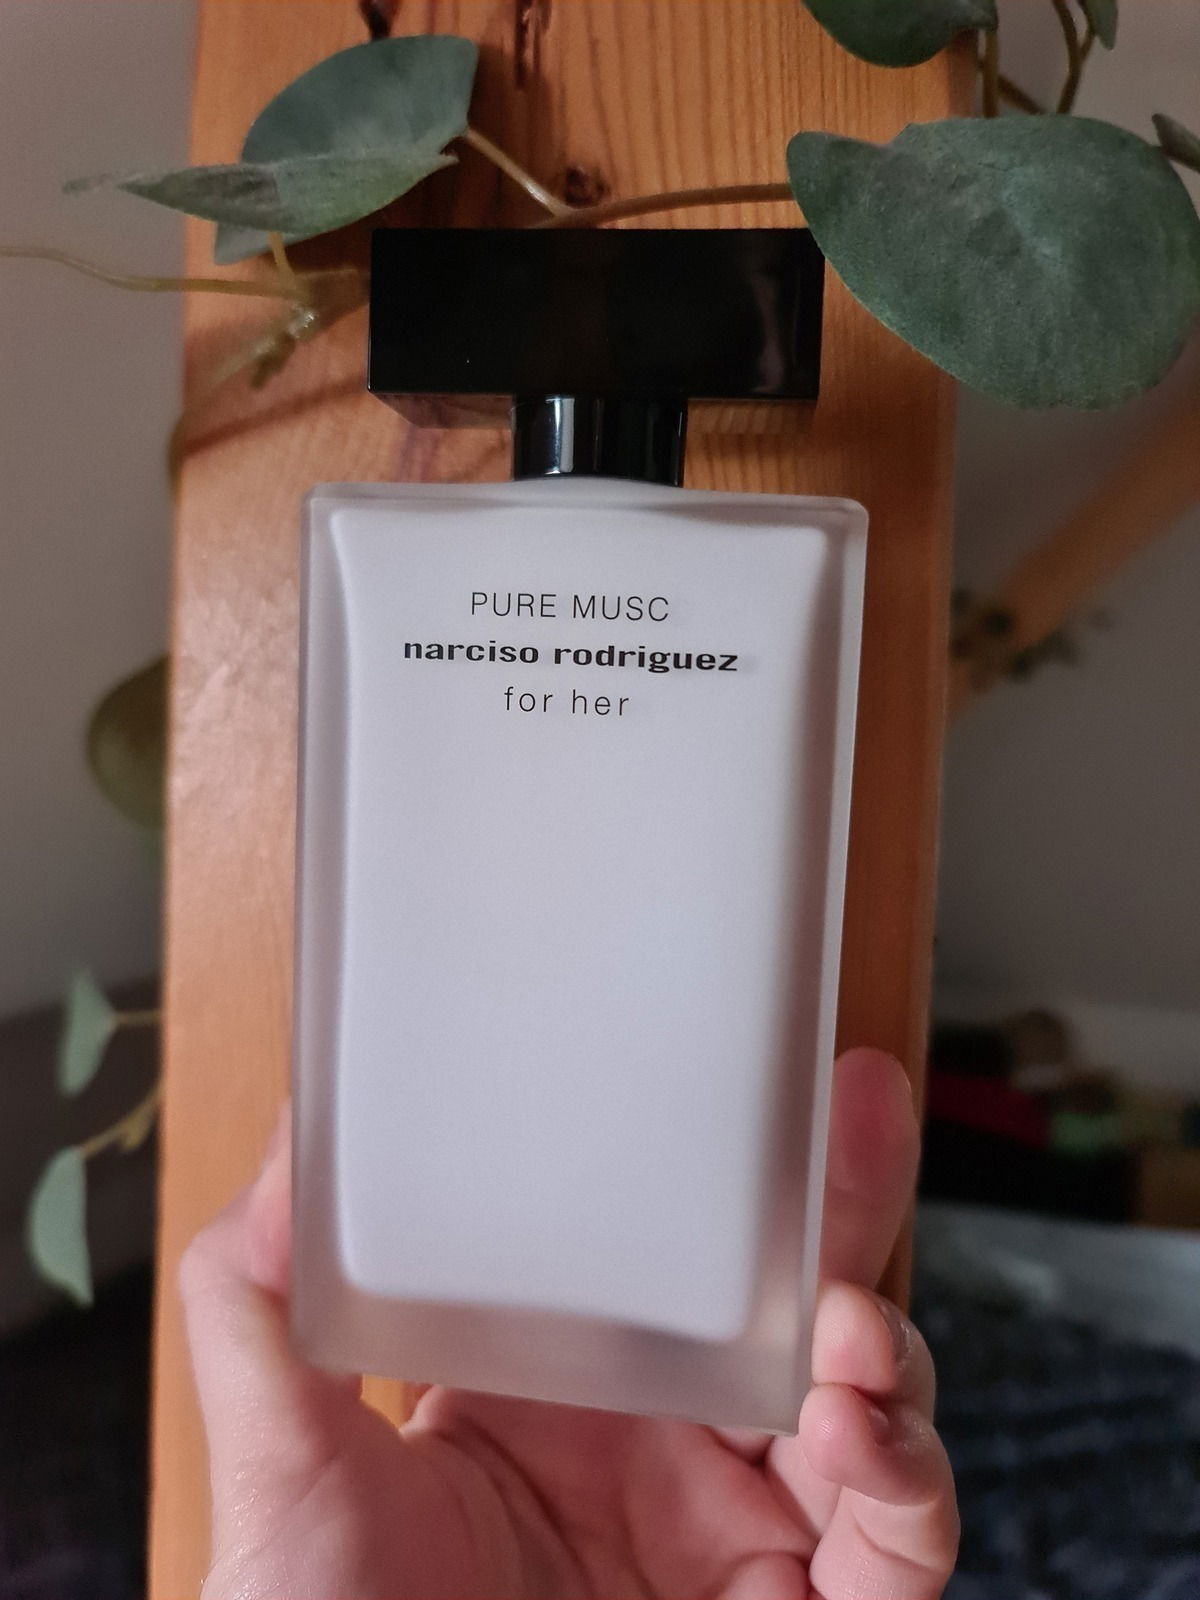 PURE MUSC
narciso rodriguez
for her